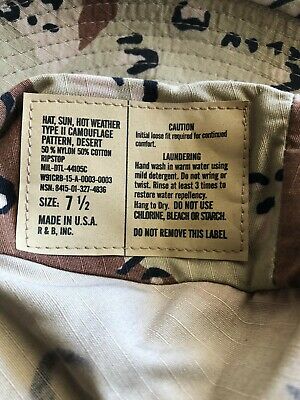 HAT, SUN, HOT WEATHER
TYPE II CAMOUFLAGE
PATTERN, DESERT
50 % NYLON 50% COTTON
RIPSTOP
MIL-DTL-44105C
W91CRB-15-A-0003-0003
NSN: 8415-01-327-4836
SIZE: 7 ½
MADE IN U.S.A.
R & B, INC.
CAUTION
Initial loose fit required for continued
comfort.
LAUNDERING
Hand wash in warm water using
mild detergent. Do not wring or
twist. Rinse at least 3 times to
restore water repellency.
Hang to Dry. DO NOT USE
CHLORINE, BLEACH OR STARCH.
DO NOT REMOVE THIS LABEL